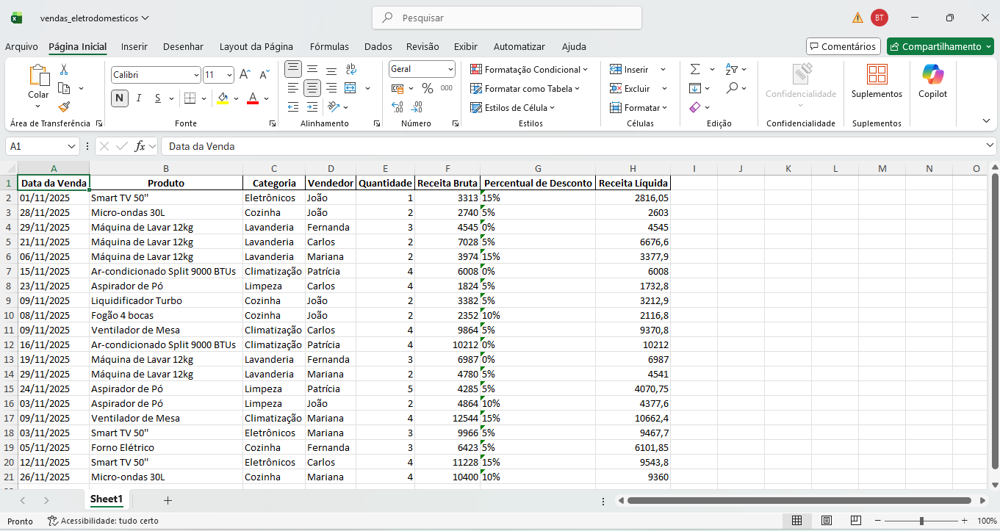 vendas_eletrodomesticos
Pesquisar
BT
Arquivo Página Inicial Inserir Desenhar Layout da Página Fórmulas Dados Revisão Exibir Automatizar Ajuda Comentários Compartilhamento
Colar
Calibri 11
N I S
ab
Geral
% 000
Formatação Condicional
Formatar como Tabela
Estilos de Célula
Inserir
Excluir
Formatar
Confidencialidade
Suplementos
Copilot
Área de Transferência Fonte Alinhamento Número Estilos Células Edição Confidencialidade Suplementos
A1 fx Data da Venda
A B C D E F G H I J K L M N O
1 Data da Venda Produto Categoria Vendedor Quantidade Receita Bruta Percentual de Desconto Receita Líquida
2 01/11/2025 Smart TV 50" Eletrônicos João 1 3313 15% 2816,05
3 28/11/2025 Micro-ondas 30L Cozinha João 2 2740 5% 2603
4 29/11/2025 Máquina de Lavar 12kg Lavanderia Fernanda 3 4545 0% 4545
5 21/11/2025 Máquina de Lavar 12kg Lavanderia Carlos 2 7028 5% 6676,6
6 06/11/2025 Máquina de Lavar 12kg Lavanderia Mariana 2 3974 15% 3377,9
7 15/11/2025 Ar-condicionado Split 9000 BTUs Climatização Patrícia 4 6008 0% 6008
8 23/11/2025 Aspirador de Pó Limpeza Carlos 4 1824 5% 1732,8
9 09/11/2025 Liquidificador Turbo Cozinha João 2 3382 5% 3212,9
10 08/11/2025 Fogão 4 bocas Cozinha João 2 2352 10% 2116,8
11 09/11/2025 Ventilador de Mesa Climatização Carlos 4 9864 5% 9370,8
12 16/11/2025 Ar-condicionado Split 9000 BTUs Climatização Patrícia 4 10212 0% 10212
13 19/11/2025 Máquina de Lavar 12kg Lavanderia Fernanda 3 6987 0% 6987
14 29/11/2025 Máquina de Lavar 12kg Lavanderia Mariana 2 4780 5% 4541
15 24/11/2025 Aspirador de Pó Limpeza Patrícia 5 4285 5% 4070,75
16 03/11/2025 Aspirador de Pó Limpeza João 2 4864 10% 4377,6
17 09/11/2025 Ventilador de Mesa Climatização Mariana 4 12544 15% 10662,4
18 03/11/2025 Smart TV 50" Eletrônicos Mariana 3 9966 5% 9467,7
19 05/11/2025 Forno Elétrico Cozinha Fernanda 3 6423 5% 6101,85
20 12/11/2025 Smart TV 50" Eletrônicos Carlos 4 11228 15% 9543,8
21 26/11/2025 Micro-ondas 30L Cozinha Mariana 4 10400 10% 9360
Sheet1
Pronto Acessibilidade: tudo certo 100%